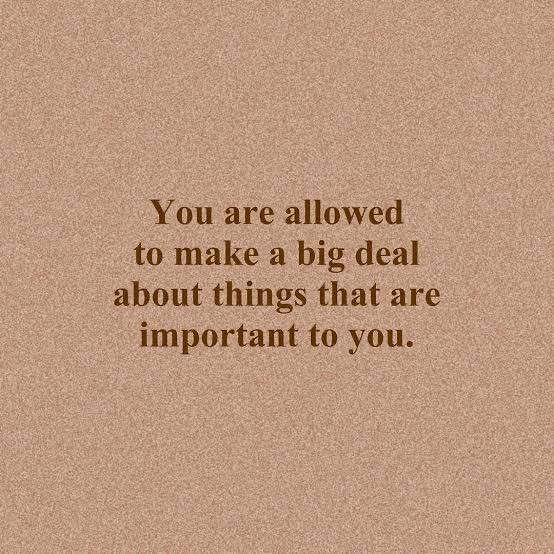 You are allowed
to make a big deal
about things that are
important to you.